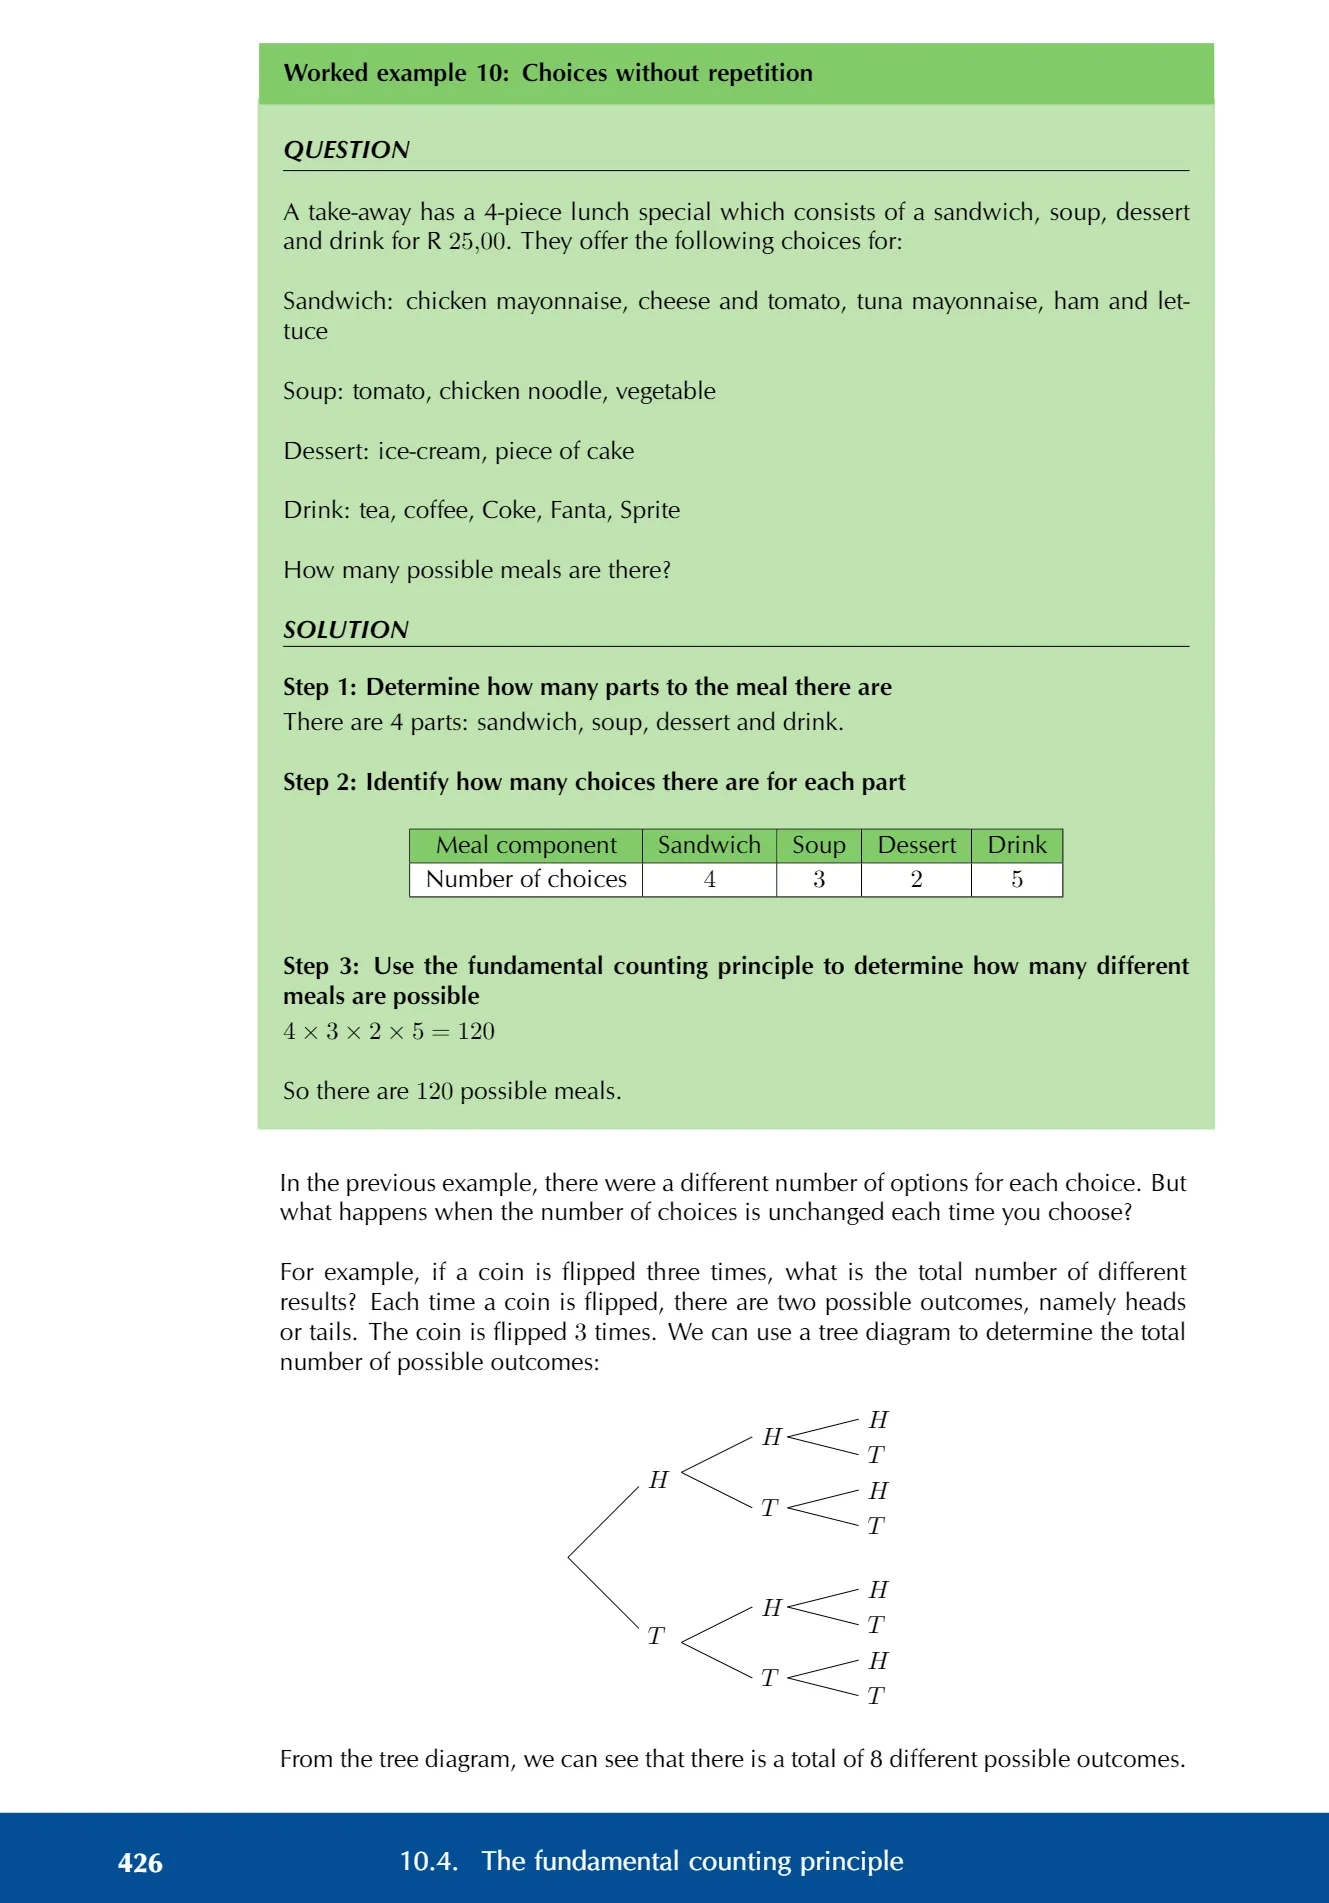 Worked example 10: Choices without repetition
QUESTION
A take-away has a 4-piece lunch special which consists of a sandwich, soup, dessert
and drink for R 25,00. They offer the following choices for:
Sandwich: chicken mayonnaise, cheese and tomato, tuna mayonnaise, ham and let-
tuce
Soup: tomato, chicken noodle, vegetable
Dessert: ice-cream, piece of cake
Drink: tea, coffee, Coke, Fanta, Sprite
How many possible meals are there?
SOLUTION
Step 1: Determine how many parts to the meal there are
There are 4 parts: sandwich, soup, dessert and drink.
Step 2: Identify how many choices there are for each part
Meal component Sandwich Soup Dessert Drink
Number of choices 4 3 2 5
Step 3: Use the fundamental counting principle to determine how many different
meals are possible
4 × 3 × 2 × 5 = 120
So there are 120 possible meals.
In the previous example, there were a different number of options for each choice. But
what happens when the number of choices is unchanged each time you choose?
For example, if a coin is flipped three times, what is the total number of different
results? Each time a coin is flipped, there are two possible outcomes, namely heads
or tails. The coin is flipped 3 times. We can use a tree diagram to determine the total
number of possible outcomes:
H
H
T
H
H
T
T
H
H
T
T
H
T
T
From the tree diagram, we can see that there is a total of 8 different possible outcomes.
426 10.4. The fundamental counting principle